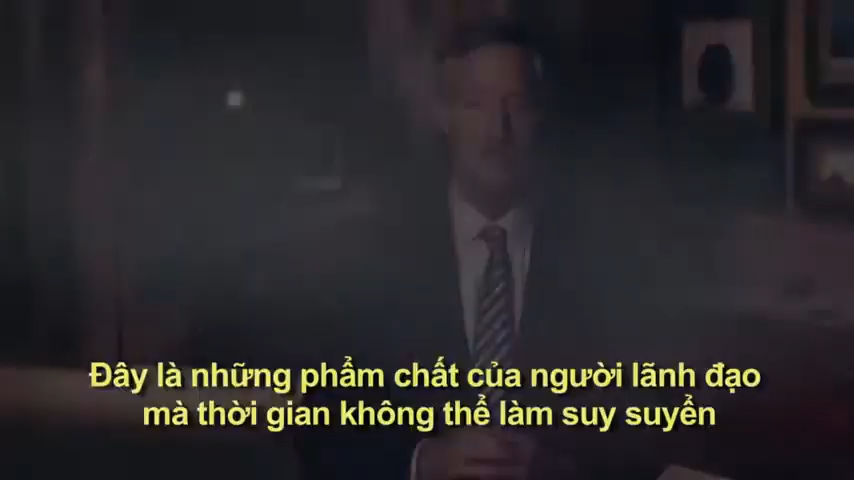 Đây là những phẩm chất của người lãnh đạo
mà thời gian không thể làm suy suyển